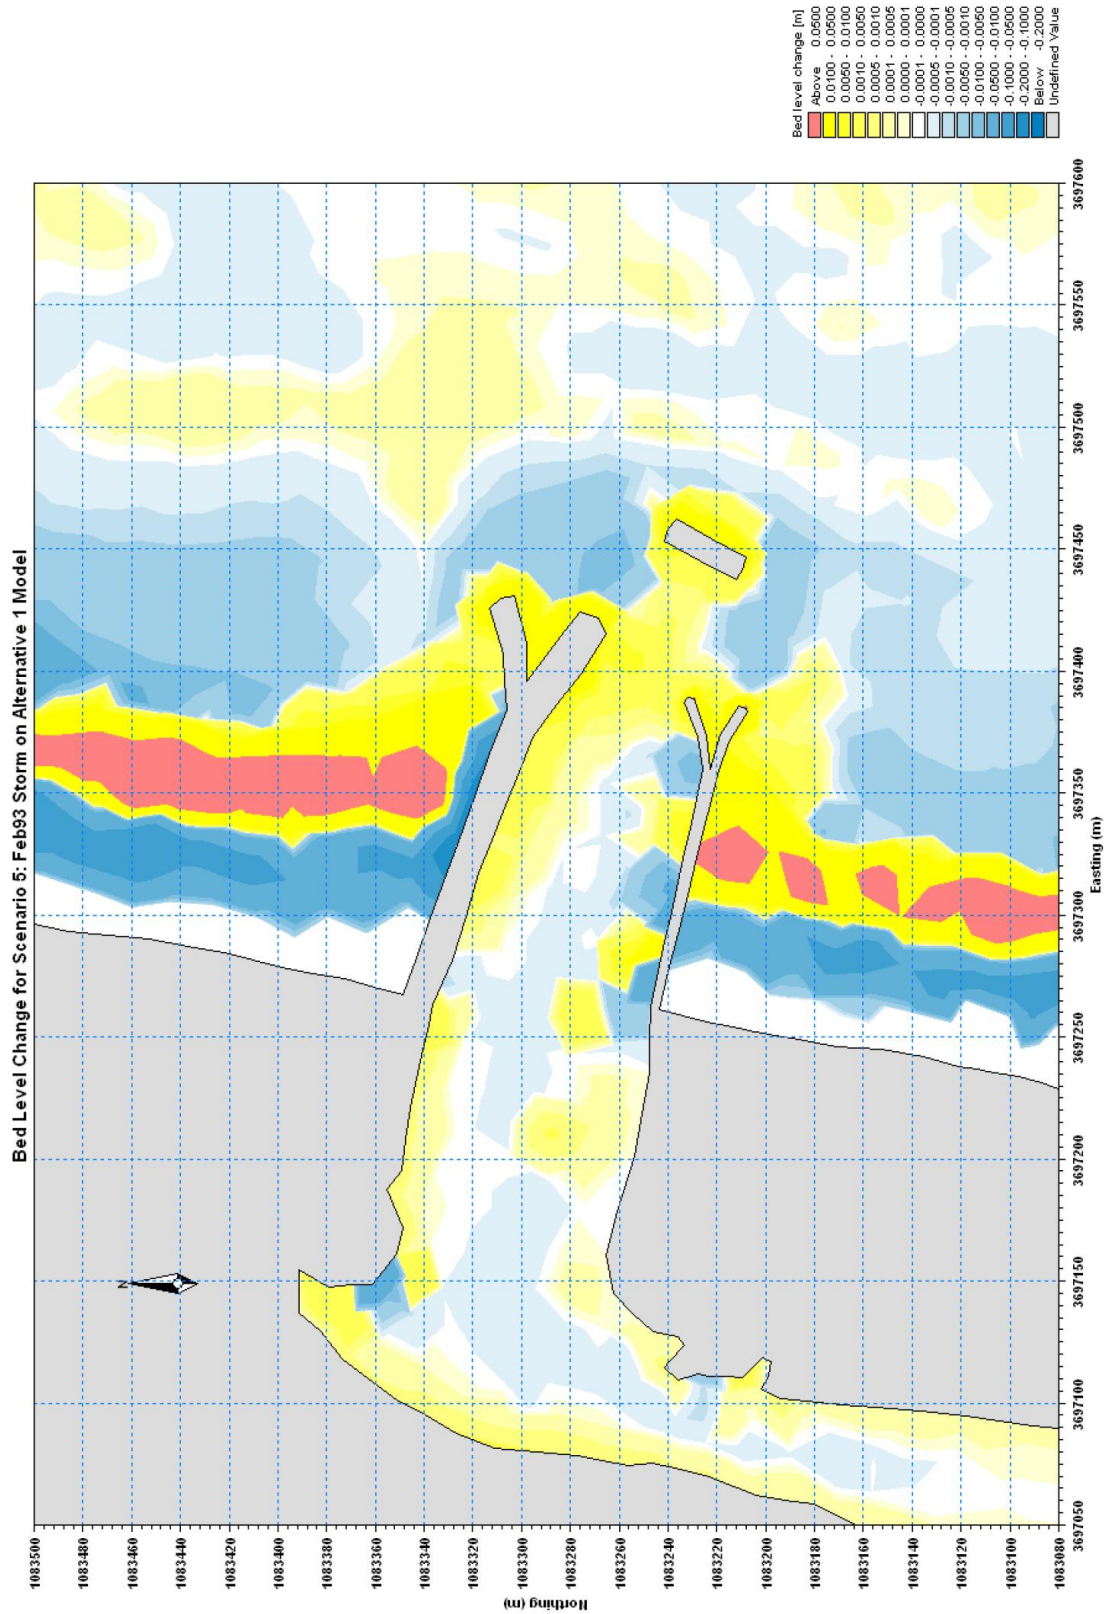 Bed Level Change for Scenario 5: Feb93 Storm on Alternative 1 Model
N
Northing (m)
1083500
1083480
1083460
1083440
1083420
1083400
1083380
1083360
1083340
1083320
1083300
1083280
1083260
1083240
1083220
1083200
1083180
1083160
1083140
1083120
1083100
1083080
3697050
3697100
3697150
3697200
3697250
3697300
3697350
3697400
3697450
3697500
3697550
3697600
Easting (m)
Bed level change [m]
Above 0.0500
0.0100 - 0.0500
0.0050 - 0.0100
0.0010 - 0.0050
0.0005 - 0.0010
0.0001 - 0.0005
0.0000 - 0.0001
-0.0001 - 0.0000
-0.0005 - -0.0001
-0.0010 - -0.0005
-0.0050 - -0.0010
-0.0100 - -0.0050
-0.0500 - -0.0100
-0.1000 - -0.0500
-0.2000 - -0.1000
Below -0.2000
Undefined Value